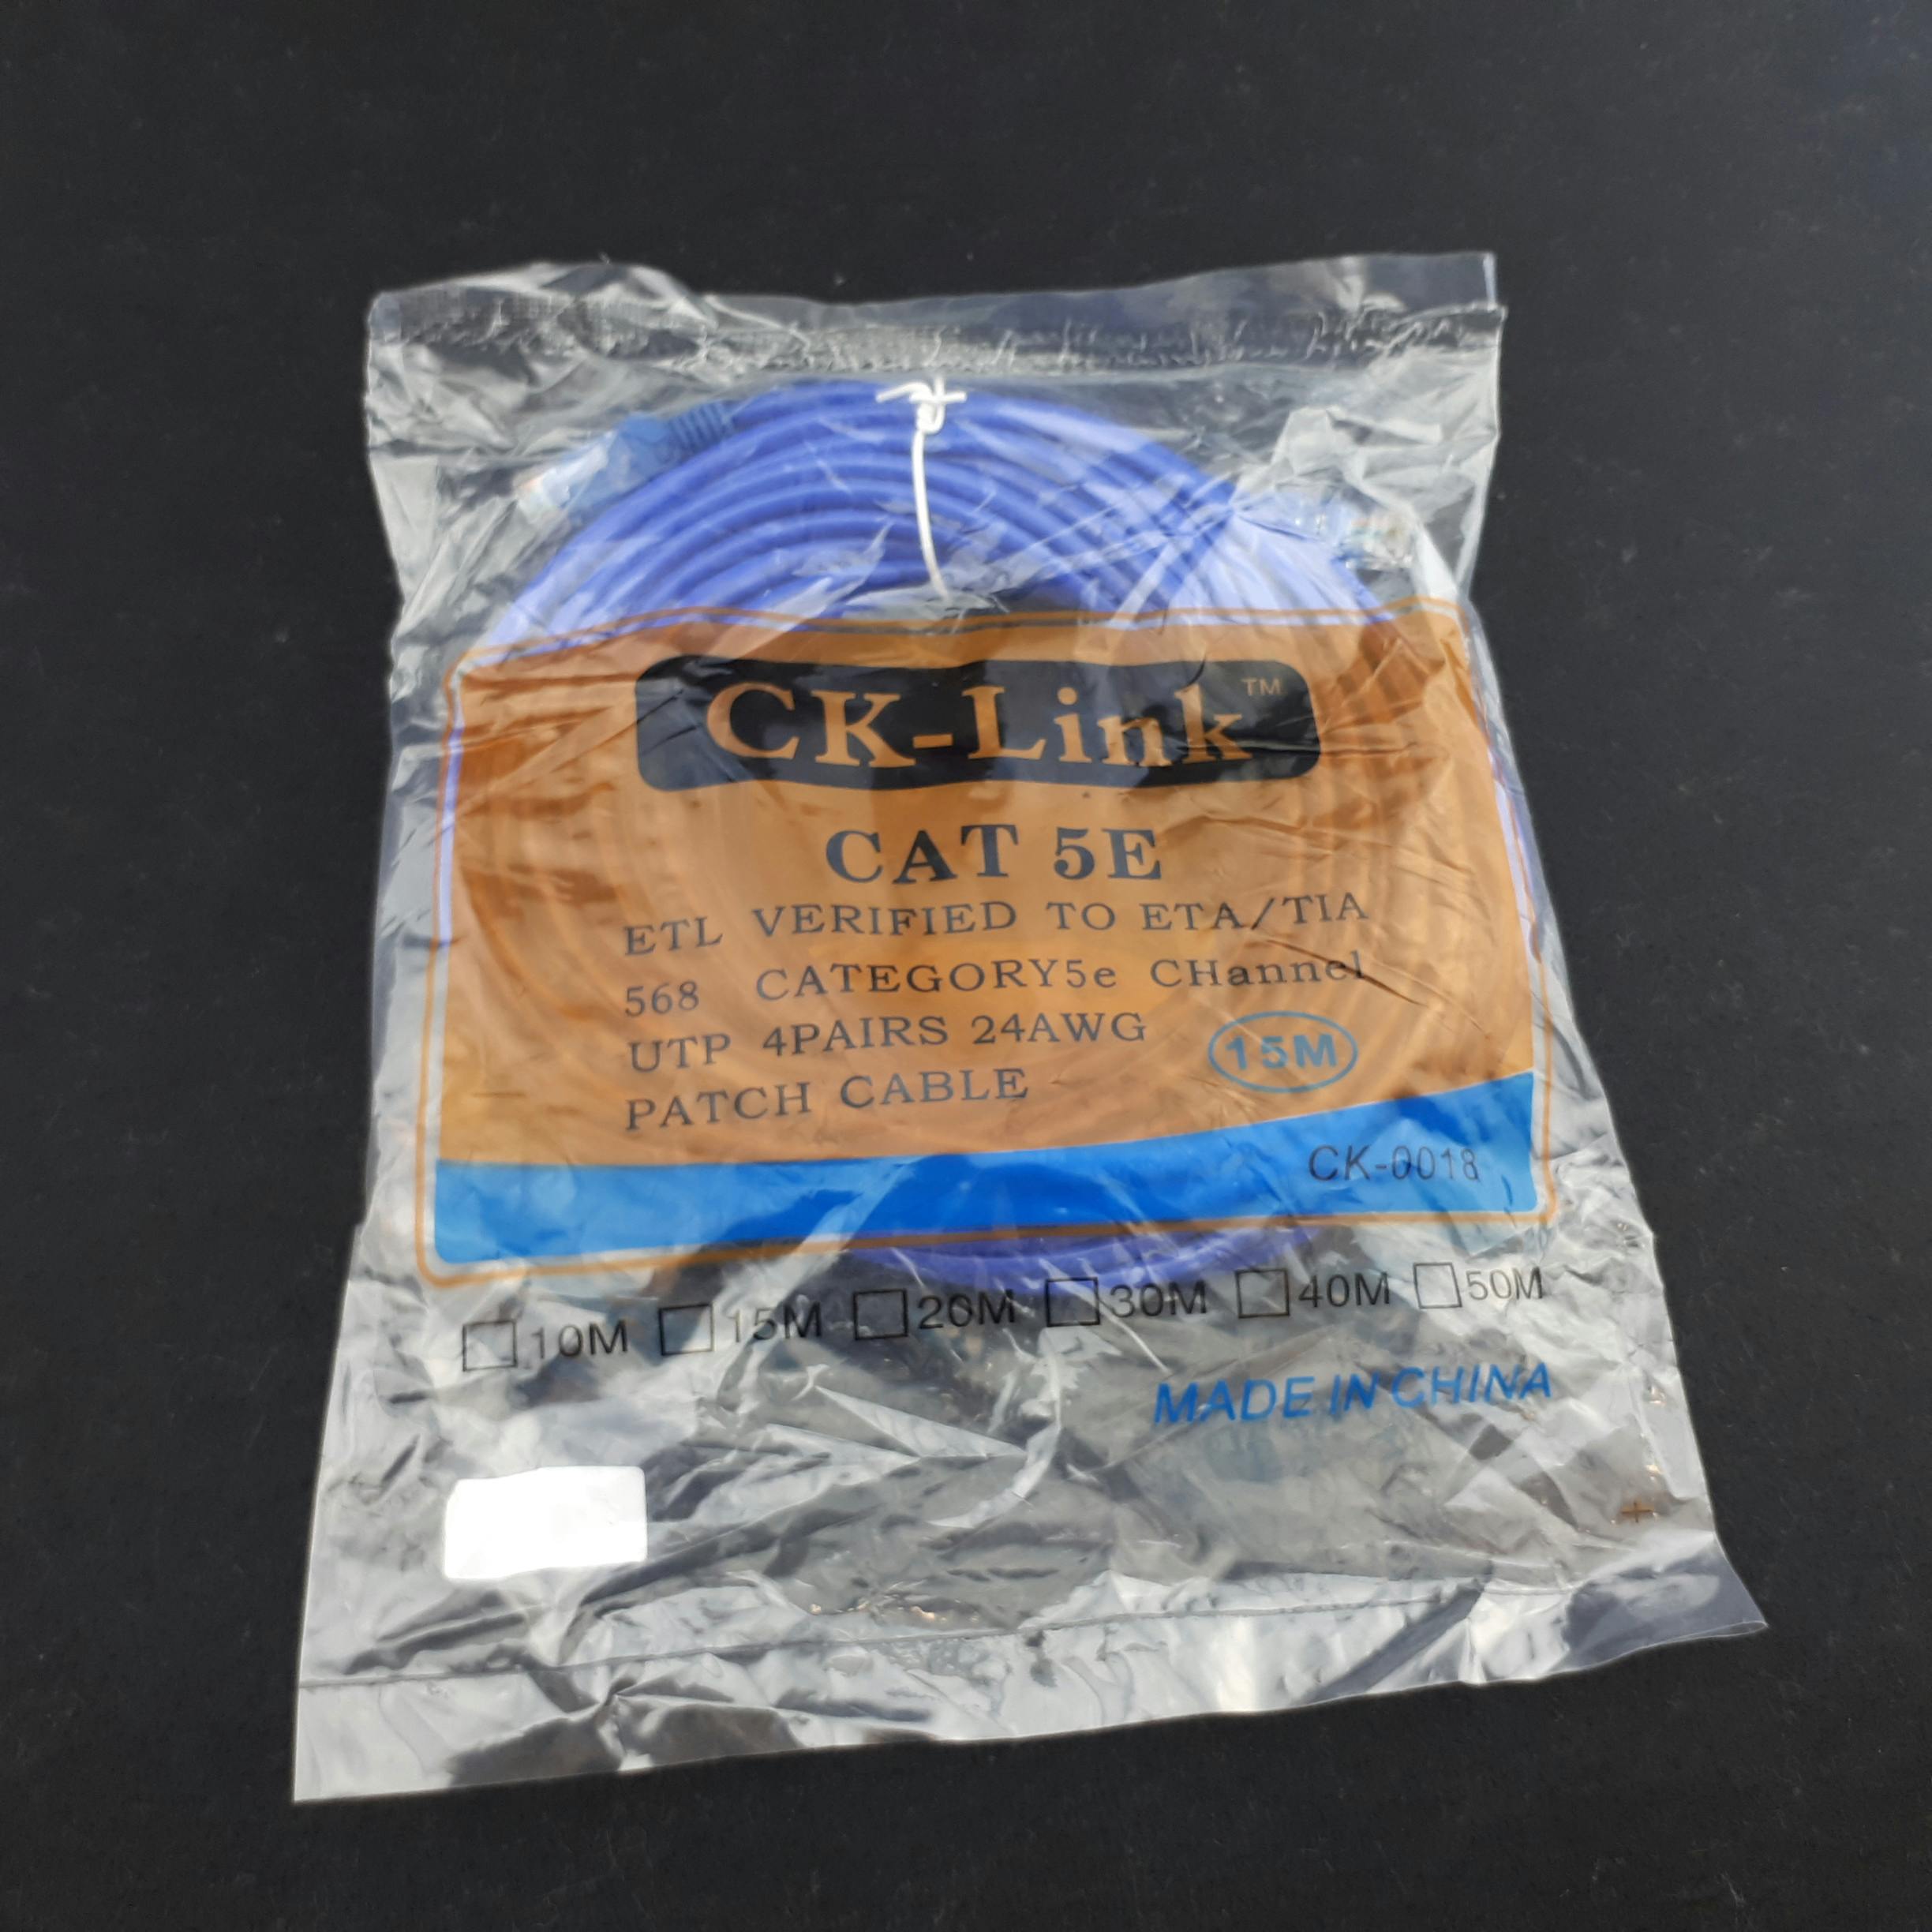 CK-Link™
CAT 5E
ETL VERIFIED TO ETA/TIA
568 CATEGORY5e CHannel
UTP 4PAIRS 24AWG
PATCH CABLE
15M
CK-0018
10M 15M 20M 30M 40M 50M
MADE IN CHINA